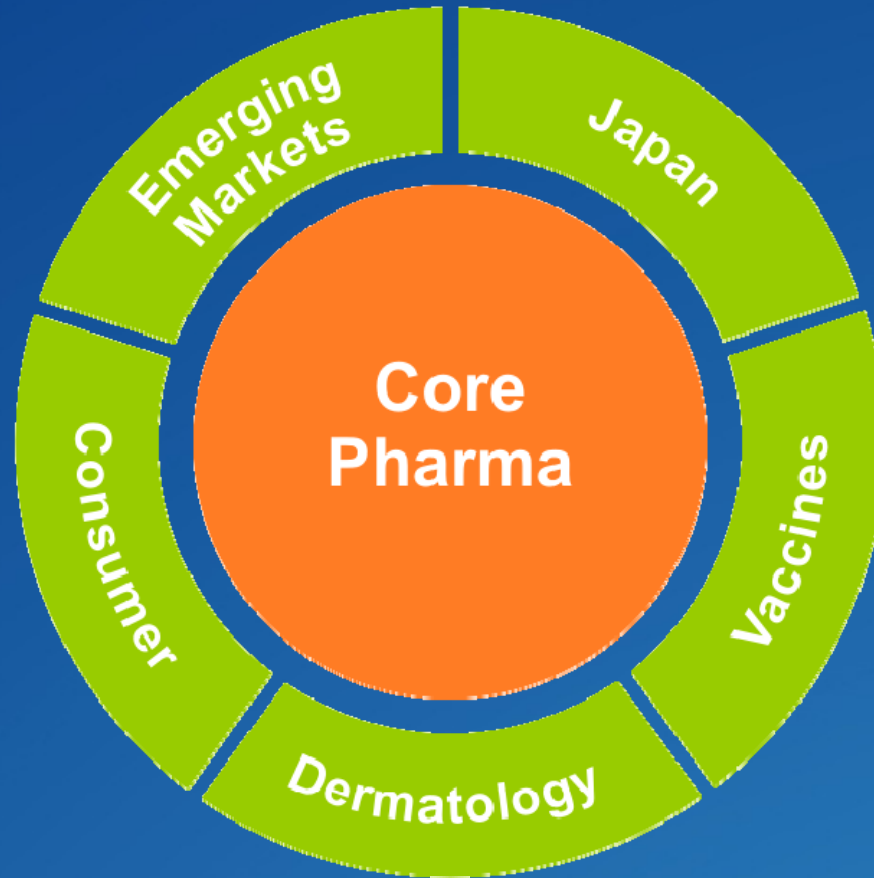 Emerging
Markets
Japan
Core
Pharma
Consumer
Vaccines
Dermatology